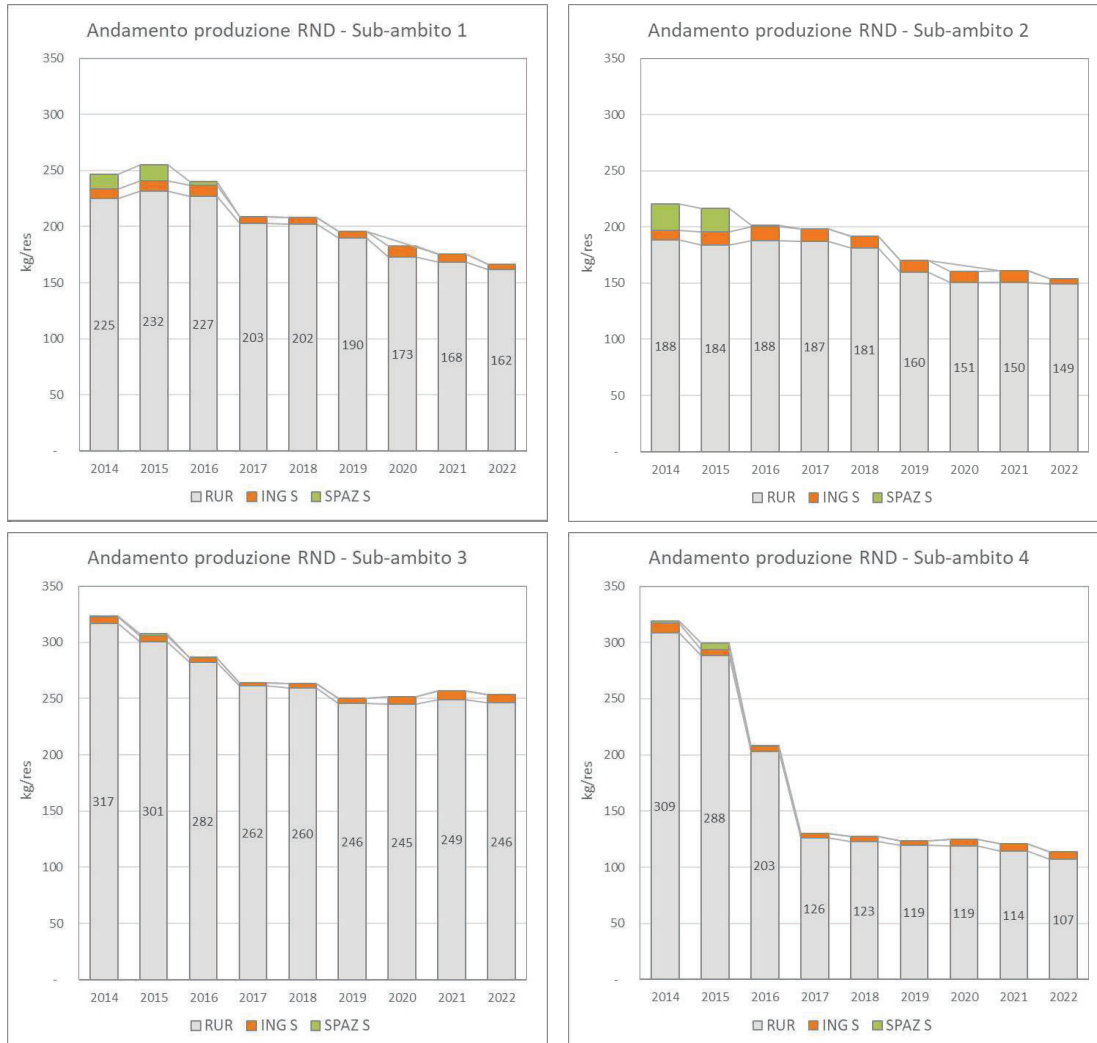 Andamento produzione RND - Sub-ambito 1
350
300
250
200
150
100
50
-
kg/res
225 232 227 203 202 190 173 168 162
2014 2015 2016 2017 2018 2019 2020 2021 2022
RUR ING S SPAZ S
Andamento produzione RND - Sub-ambito 2
350
300
250
200
150
100
50
-
kg/res
188 184 188 187 181 160 151 150 149
2014 2015 2016 2017 2018 2019 2020 2021 2022
RUR ING S SPAZ S
Andamento produzione RND - Sub-ambito 3
350
300
250
200
150
100
50
-
kg/res
317 301 282 262 260 246 245 249 246
2014 2015 2016 2017 2018 2019 2020 2021 2022
RUR ING S SPAZ S
Andamento produzione RND - Sub-ambito 4
350
300
250
200
150
100
50
-
kg/res
309 288 203 126 123 119 119 114 107
2014 2015 2016 2017 2018 2019 2020 2021 2022
RUR ING S SPAZ S